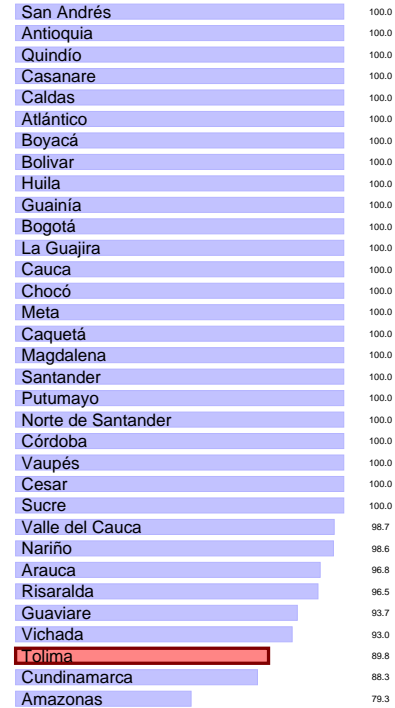 San Andrés 100.0
Antioquia 100.0
Quindío 100.0
Casanare 100.0
Caldas 100.0
Atlántico 100.0
Boyacá 100.0
Bolivar 100.0
Huila 100.0
Guainía 100.0
Bogotá 100.0
La Guajira 100.0
Cauca 100.0
Chocó 100.0
Meta 100.0
Caquetá 100.0
Magdalena 100.0
Santander 100.0
Putumayo 100.0
Norte de Santander 100.0
Córdoba 100.0
Vaupés 100.0
Cesar 100.0
Sucre 100.0
Valle del Cauca 98.7
Nariño 98.6
Arauca 96.8
Risaralda 96.5
Guaviare 93.7
Vichada 93.0
Tolima 89.8
Cundinamarca 88.3
Amazonas 79.3